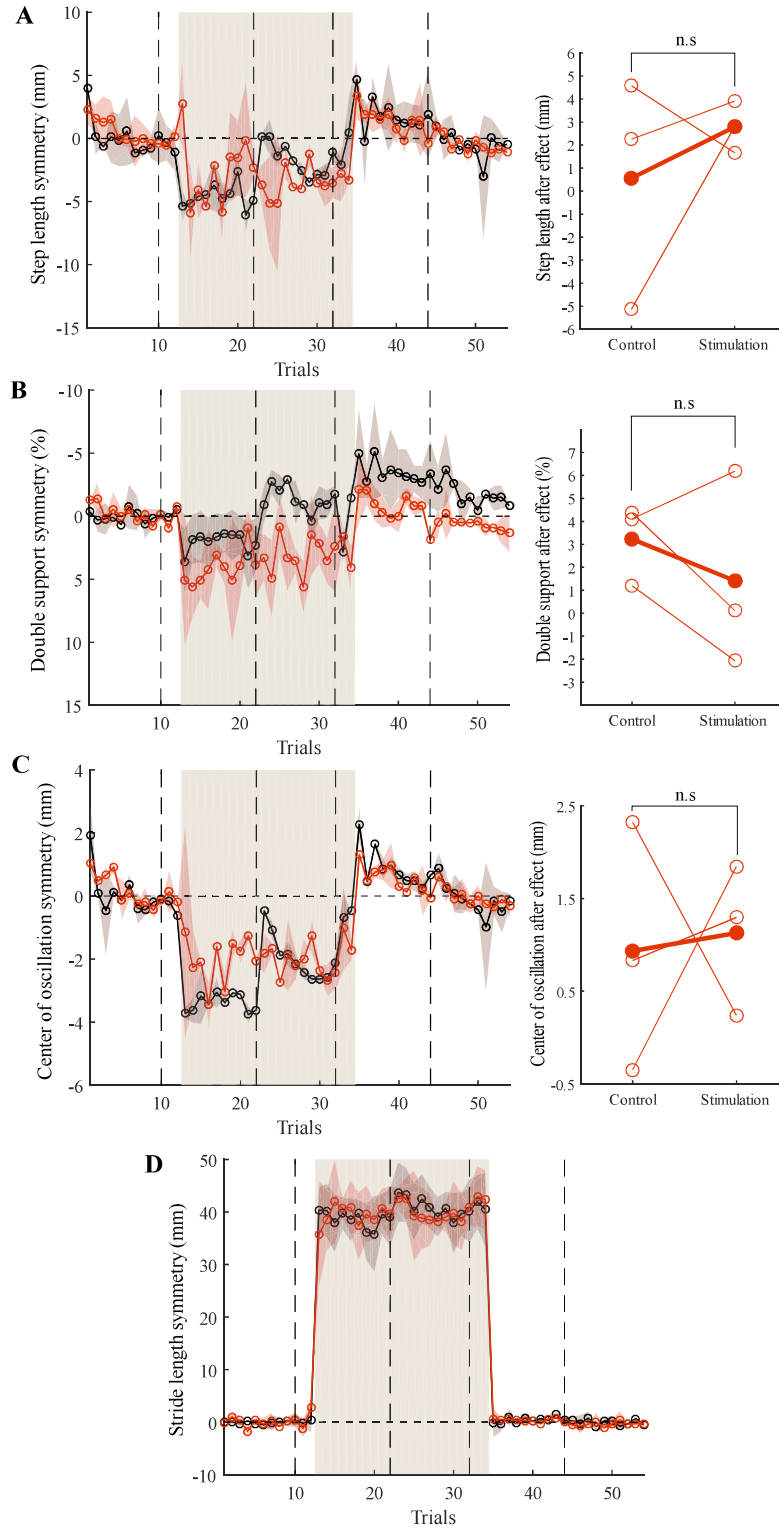 A
Step length symmetry (mm)
10
5
0
-5
-10
-15
10 20 30 40 50
Trials
n.s
Step length after effect (mm)
6
5
4
3
2
1
0
-1
-2
-3
-4
-5
-6
Control Stimulation
B
Double support symmetry (%)
-10
-5
0
5
10
15
10 20 30 40 50
Trials
n.s
Double support after effect (%)
7
6
5
4
3
2
1
0
-1
-2
-3
Control Stimulation
C
Center of oscillation symmetry (mm)
4
2
0
-2
-4
-6
10 20 30 40 50
Trials
n.s
Center of oscillation after effect (mm)
2.5
1.5
0.5
-0.5
Control Stimulation
D
Stride length symmetry (mm)
50
40
30
20
10
0
-10
10 20 30 40 50
Trials